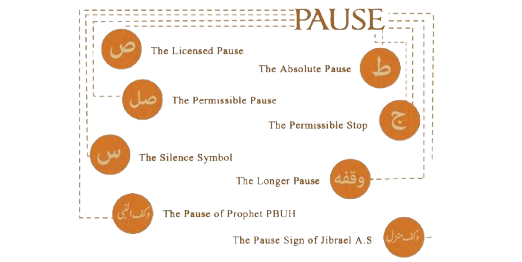 PAUSE
ص The Licensed Pause
The Absolute Pause ط
صل The Permissible Pause
The Permissible Stop ج
س The Silence Symbol
The Longer Pause وقفه
وقف النبی The Pause of Prophet PBUH
The Pause Sign of Jibrael A.S وقف منزل